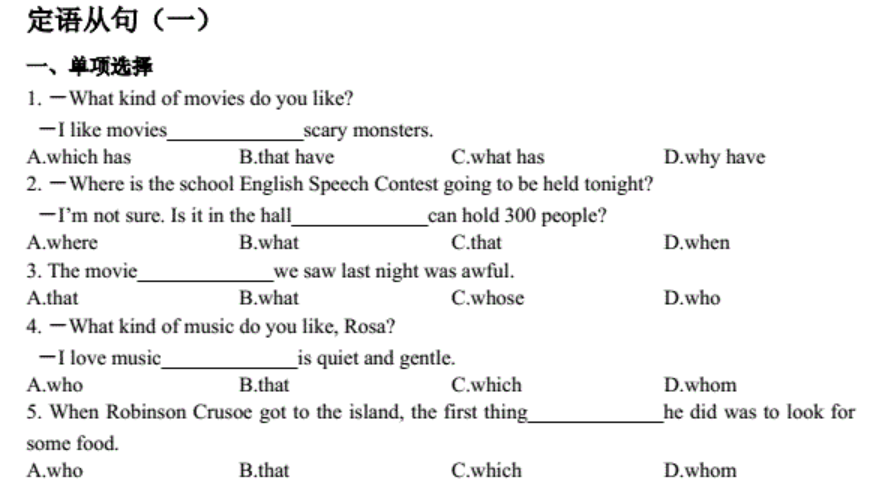 定语从句（一）
一、单项选择
1. －What kind of movies do you like?
－I like movies_____________scary monsters.
A.which has B.that have C.what has D.why have
2. －Where is the school English Speech Contest going to be held tonight?
－I'm not sure. Is it in the hall_____________can hold 300 people?
A.where B.what C.that D.when
3. The movie_____________we saw last night was awful.
A.that B.what C.whose D.who
4. －What kind of music do you like, Rosa?
－I love music_____________is quiet and gentle.
A.who B.that C.which D.whom
5. When Robinson Crusoe got to the island, the first thing_____________he did was to look for
some food.
A.who B.that C.which D.whom